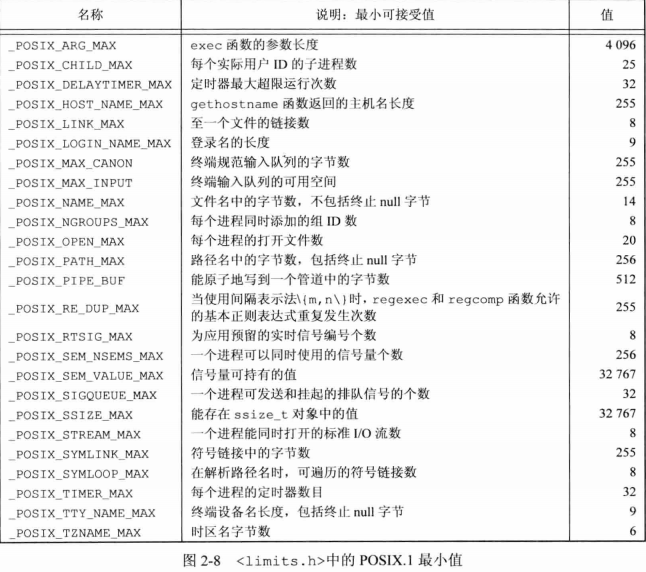 名称 说明：最小可接受值 值
_POSIX_ARG_MAX exec 函数的参数长度 4 096
_POSIX_CHILD_MAX 每个实际用户 ID 的子进程数 25
_POSIX_DELAYTIMER_MAX 定时器最大超限运行次数 32
_POSIX_HOST_NAME_MAX gethostname 函数返回的主机名长度 255
_POSIX_LINK_MAX 至一个文件的链接数 8
_POSIX_LOGIN_NAME_MAX 登录名的长度 9
_POSIX_MAX_CANON 终端规范输入队列的字节数 255
_POSIX_MAX_INPUT 终端输入队列的可用空间 255
_POSIX_NAME_MAX 文件名中的字节数，不包括终止 null 字节 14
_POSIX_NGROUPS_MAX 每个进程同时添加的组 ID 数 8
_POSIX_OPEN_MAX 每个进程的打开文件数 20
_POSIX_PATH_MAX 路径名中的字节数，包括终止 null 字节 256
_POSIX_PIPE_BUF 能原子地写到一个管道中的字节数 512
_POSIX_RE_DUP_MAX 当使用间隔表示法\{m,n\}时，regexec 和 regcomp 函数允许
的基本正则表达式重复发生次数 255
_POSIX_RTSIG_MAX 为应用预留的实时信号编号个数 8
_POSIX_SEM_NSEMS_MAX 一个进程可以同时使用的信号量个数 256
_POSIX_SEM_VALUE_MAX 信号量可持有的值 32 767
_POSIX_SIGQUEUE_MAX 一个进程可发送和挂起的排队信号的个数 32
_POSIX_SSIZE_MAX 能存在 ssize_t 对象中的值 32 767
_POSIX_STREAM_MAX 一个进程能同时打开的标准 I/O 流数 8
_POSIX_SYMLINK_MAX 符号链接中的字节数 255
_POSIX_SYMLOOP_MAX 在解析路径名时，可遍历的符号链接数 8
_POSIX_TIMER_MAX 每个进程的定时器数目 32
_POSIX_TTY_NAME_MAX 终端设备名长度，包括终止 null 字节 9
_POSIX_TZNAME_MAX 时区名字节数 6
图 2-8 <limits.h>中的 POSIX.1 最小值